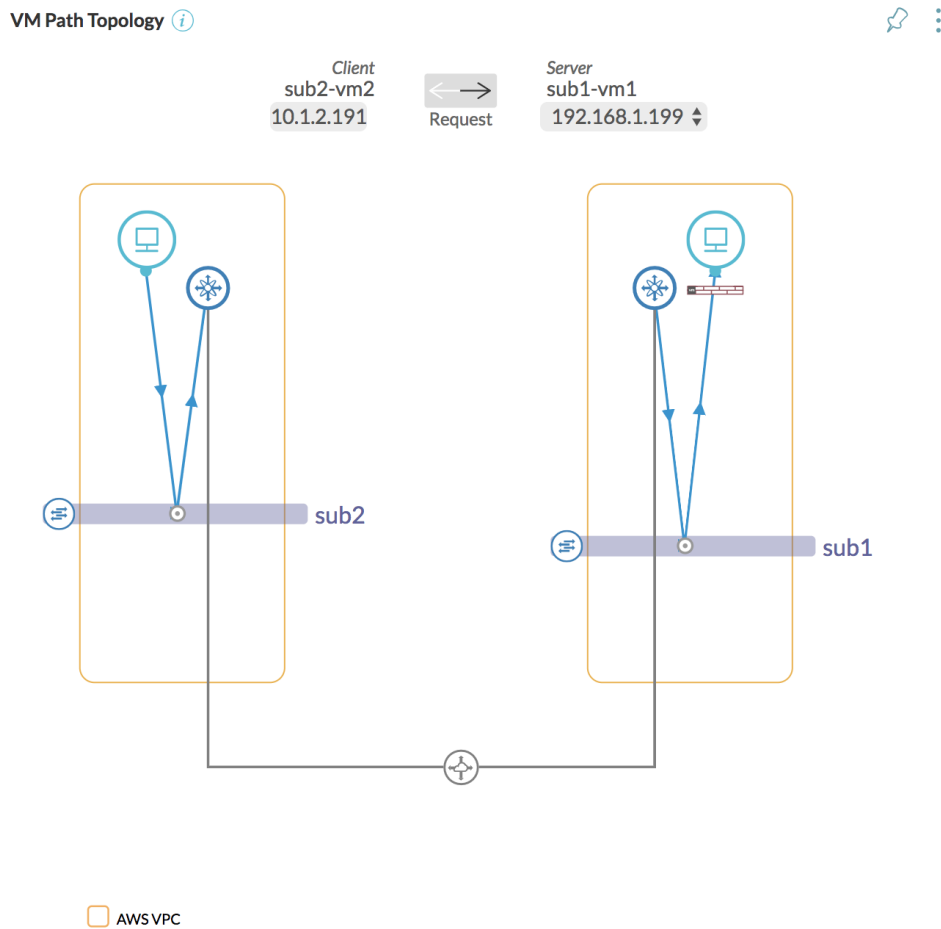 VM Path Topology i
Client
sub2-vm2
10.1.2.191
Request
Server
sub1-vm1
192.168.1.199
sub2
sub1
AWS VPC